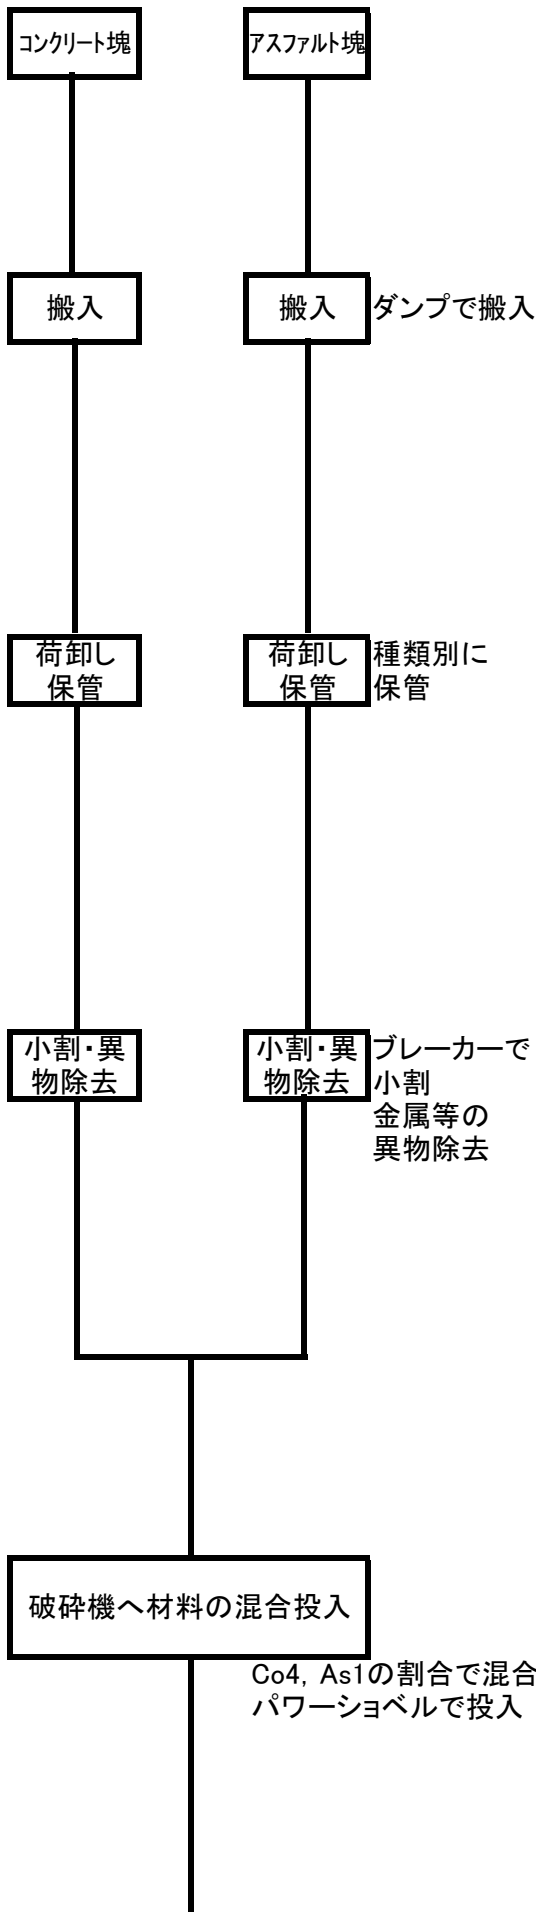 コンクリート塊
アスファルト塊
搬入
搬入
ダンプで搬入
荷卸し
保管
荷卸し
保管
種類別に
保管
小割・異
物除去
小割・異
物除去
ブレーカーで
小割
金属等の
異物除去
破砕機へ材料の混合投入
Co4, As1の割合で混合
パワーショベルで投入